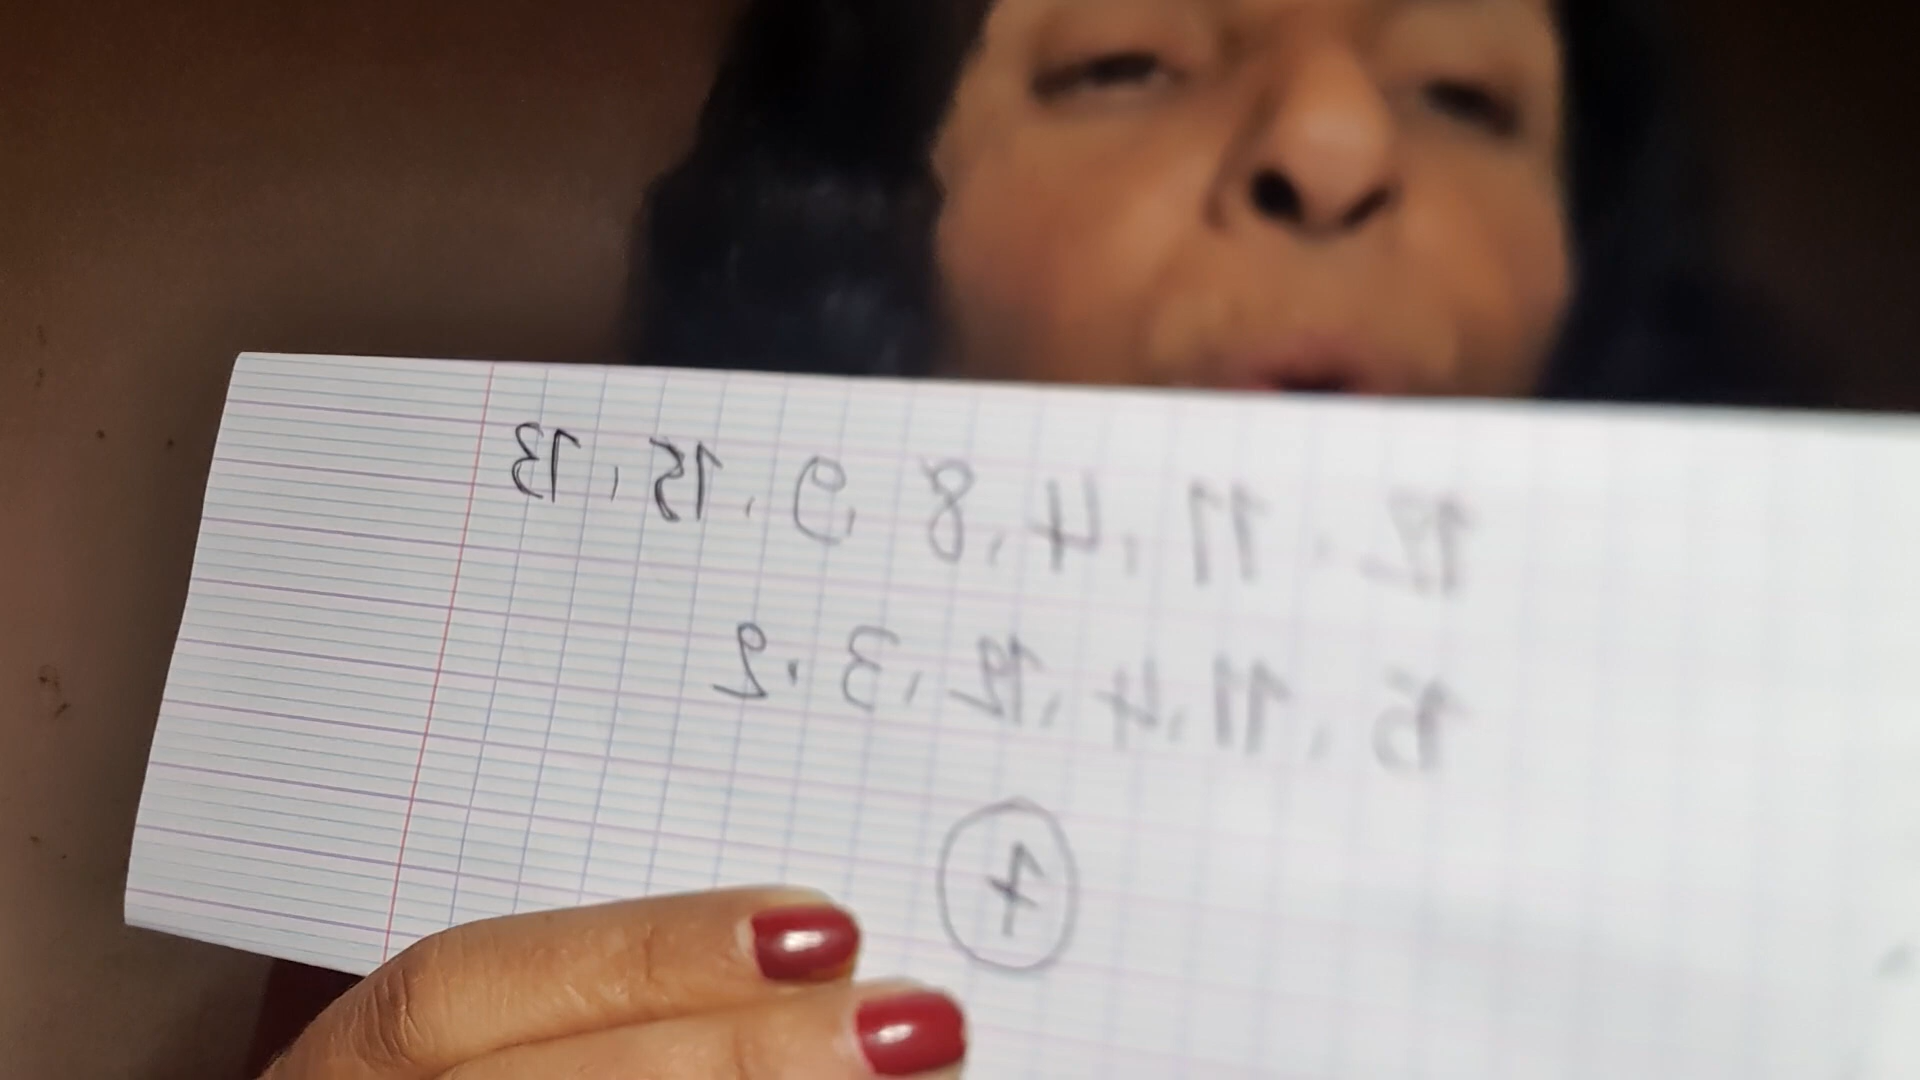 12, 11, 4, 8, 9, 15, 13
15, 11, 4, 12, 3, 2
4